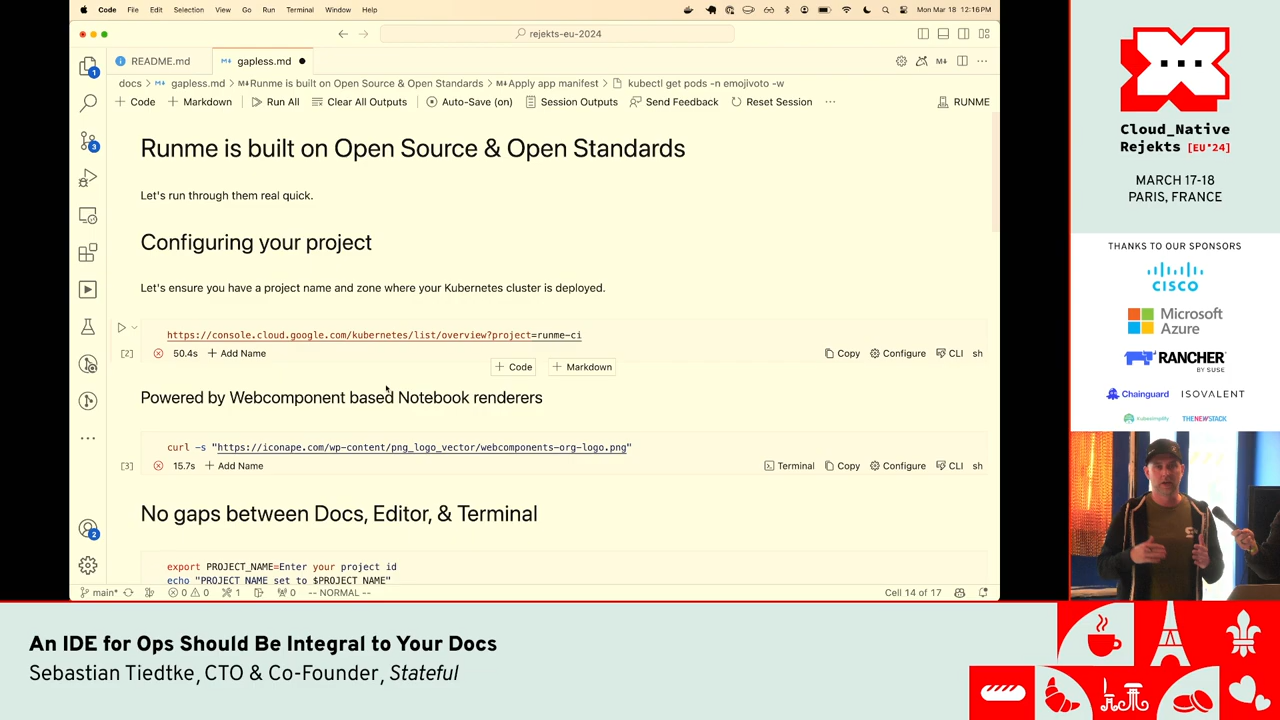 Code File Edit Selection View Go Run Terminal Window Help
Mon Mar 18 12:16 PM
rejekts-eu-2024
README.md
gapless.md
docs > gapless.md > Runme is built on Open Source & Open Standards > Apply app manifest > kubectl get pods -n emojivoto -w
+ Code + Markdown Run All Clear All Outputs Auto-Save (on) Session Outputs Send Feedback Reset Session ... RUNME
Runme is built on Open Source & Open Standards
Let's run through them real quick.
Configuring your project
Let's ensure you have a project name and zone where your Kubernetes cluster is deployed.
https://console.cloud.google.com/kubernetes/list/overview?project=runme-ci
[2] 50.4s + Add Name Copy Configure CLI sh
+ Code + Markdown
Powered by Webcomponent based Notebook renderers
curl -s "https://iconape.com/wp-content/png_logo_vector/webcomponents-org-logo.png"
[3] 15.7s + Add Name Terminal Copy Configure CLI sh
No gaps between Docs, Editor, & Terminal
export PROJECT_NAME=Enter your project id
echo "PROJECT_NAME set to $PROJECT_NAME"
main* 0 0 1 0 -- NORMAL -- Cell 14 of 17
1
3
2
Cloud_Native
Rejekts [EU'24]
MARCH 17-18
PARIS, FRANCE
THANKS TO OUR SPONSORS
CISCO
Microsoft
Azure
RANCHER
BY SUSE
Chainguard ISOVALENT
kubesimplify THENEWSTACK
An IDE for Ops Should Be Integral to Your Docs
Sebastian Tiedtke, CTO & Co-Founder, Stateful